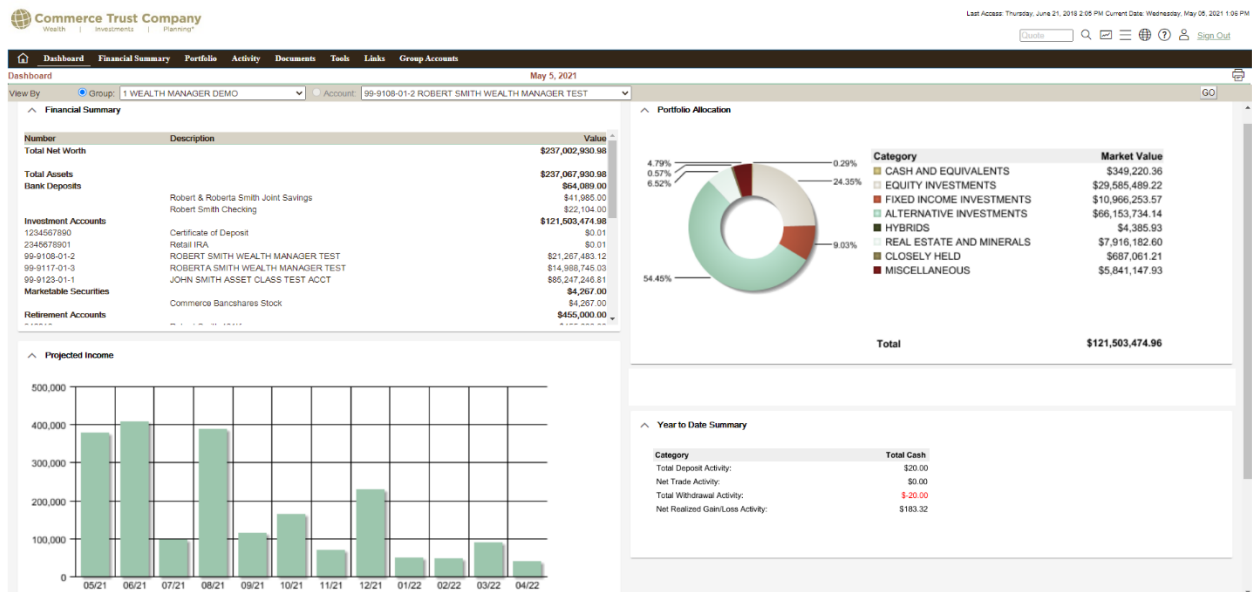 Last Access: Thursday, June 21, 2018 2:05 PM Current Date: Wednesday, May 05, 2021 1:06 PM
Commerce Trust Company
Wealth | Investments | Planning
Quote Sign Out
Dashboard Financial Summary Portfolio Activity Documents Tools Links Group Accounts
Dashboard May 5, 2021
View By Group: 1 WEALTH MANAGER DEMO Account: 99-9108-01-2 ROBERT SMITH WEALTH MANAGER TEST GO
Financial Summary
Number Description Value
Total Net Worth $237,002,930.98
Total Assets $237,067,930.98
Bank Deposits $64,089.00
Robert & Roberta Smith Joint Savings $41,985.00
Robert Smith Checking $22,104.00
Investment Accounts $121,503,474.98
1234567890 Certificate of Deposit $0.01
2345678901 Retail IRA $0.01
99-9108-01-2 ROBERT SMITH WEALTH MANAGER TEST $21,267,483.12
99-9117-01-3 ROBERTA SMITH WEALTH MANAGER TEST $14,988,745.03
99-9123-01-1 JOHN SMITH ASSET CLASS TEST ACCT $85,247,246.81
Marketable Securities $4,267.00
Commerce Bancshares Stock $4,267.00
Retirement Accounts $455,000.00
Portfolio Allocation
4.79%
0.57%
6.52%
54.45%
0.29%
24.35%
9.03%
Category Market Value
CASH AND EQUIVALENTS $349,220.36
EQUITY INVESTMENTS $29,585,489.22
FIXED INCOME INVESTMENTS $10,966,253.57
ALTERNATIVE INVESTMENTS $66,153,734.14
HYBRIDS $4,385.93
REAL ESTATE AND MINERALS $7,916,182.60
CLOSELY HELD $687,061.21
MISCELLANEOUS $5,841,147.93
Total $121,503,474.96
Projected Income
500,000
400,000
300,000
200,000
100,000
0
05/21 06/21 07/21 08/21 09/21 10/21 11/21 12/21 01/22 02/22 03/22 04/22
Year to Date Summary
Category Total Cash
Total Deposit Activity: $20.00
Net Trade Activity: $0.00
Total Withdrawal Activity: $-20.00
Net Realized Gain/Loss Activity: $183.32